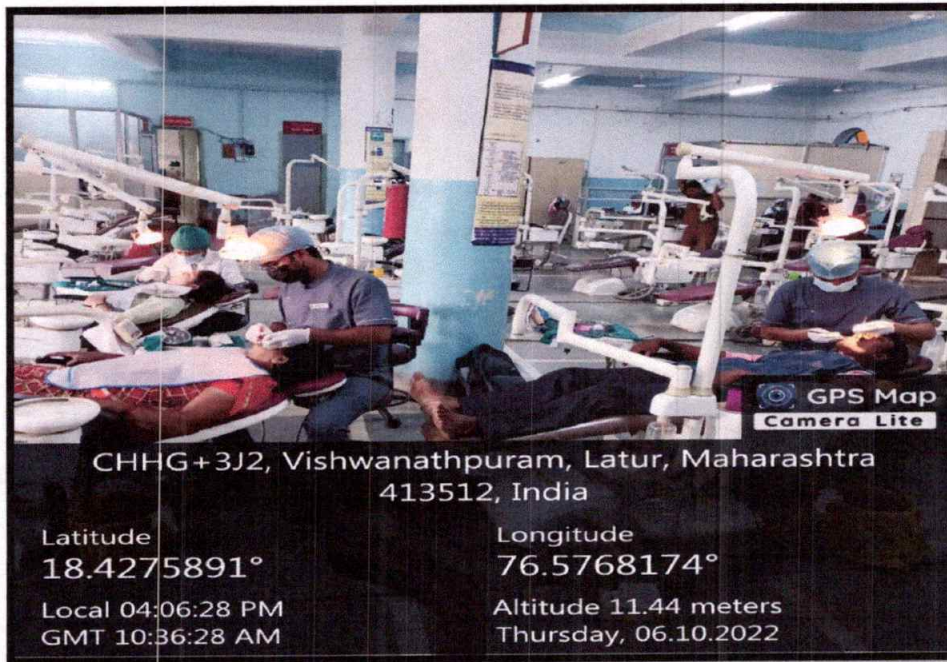 GPS Map
Camera Lite
CHHG+3J2, Vishwanathpuram, Latur, Maharashtra
413512, India
Latitude
18.4275891°
Longitude
76.5768174°
Local 04:06:28 PM
GMT 10:36:28 AM
Altitude 11.44 meters
Thursday, 06.10.2022